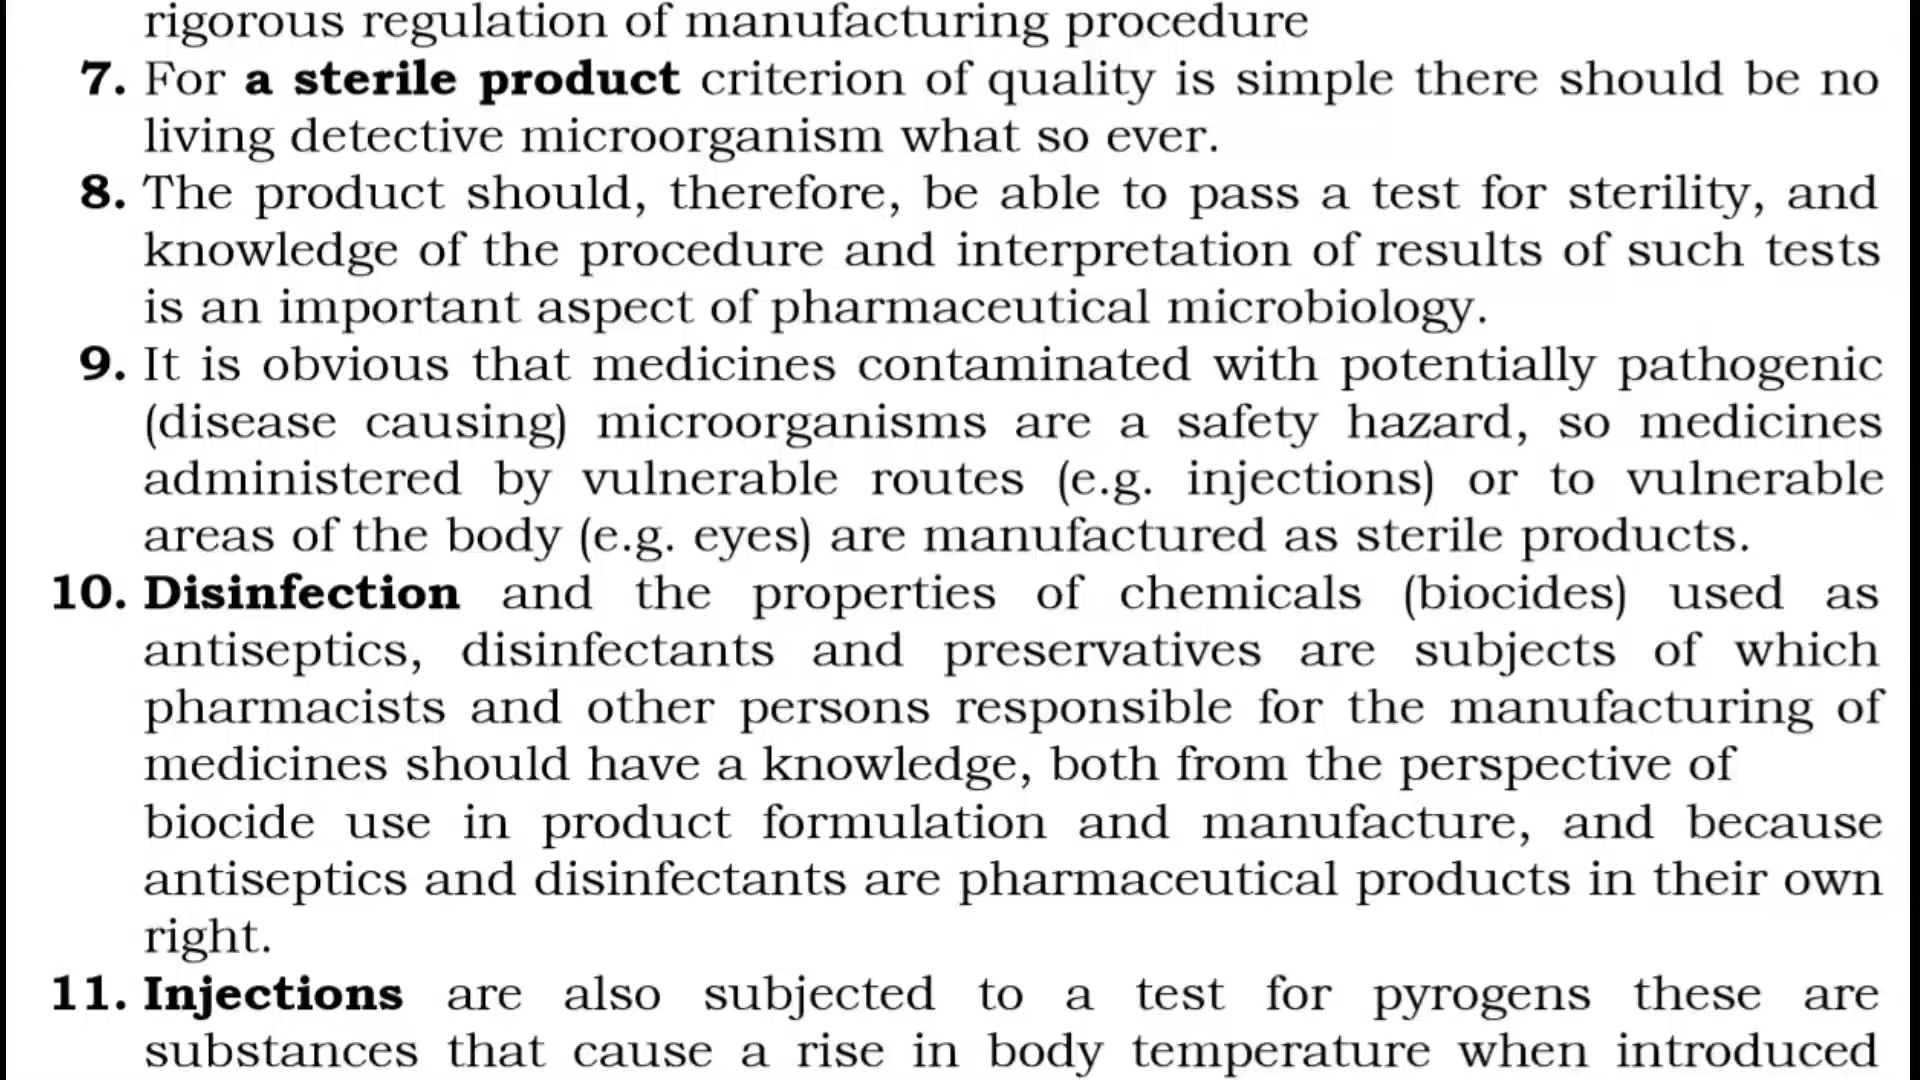 rigorous regulation of manufacturing procedure
7. For a sterile product criterion of quality is simple there should be no
living detective microorganism what so ever.
8. The product should, therefore, be able to pass a test for sterility, and
knowledge of the procedure and interpretation of results of such tests
is an important aspect of pharmaceutical microbiology.
9. It is obvious that medicines contaminated with potentially pathogenic
(disease causing) microorganisms are a safety hazard, so medicines
administered by vulnerable routes (e.g. injections) or to vulnerable
areas of the body (e.g. eyes) are manufactured as sterile products.
10. Disinfection and the properties of chemicals (biocides) used as
antiseptics, disinfectants and preservatives are subjects of which
pharmacists and other persons responsible for the manufacturing of
medicines should have a knowledge, both from the perspective of
biocide use in product formulation and manufacture, and because
antiseptics and disinfectants are pharmaceutical products in their own
right.
11. Injections are also subjected to a test for pyrogens these are
substances that cause a rise in body temperature when introduced